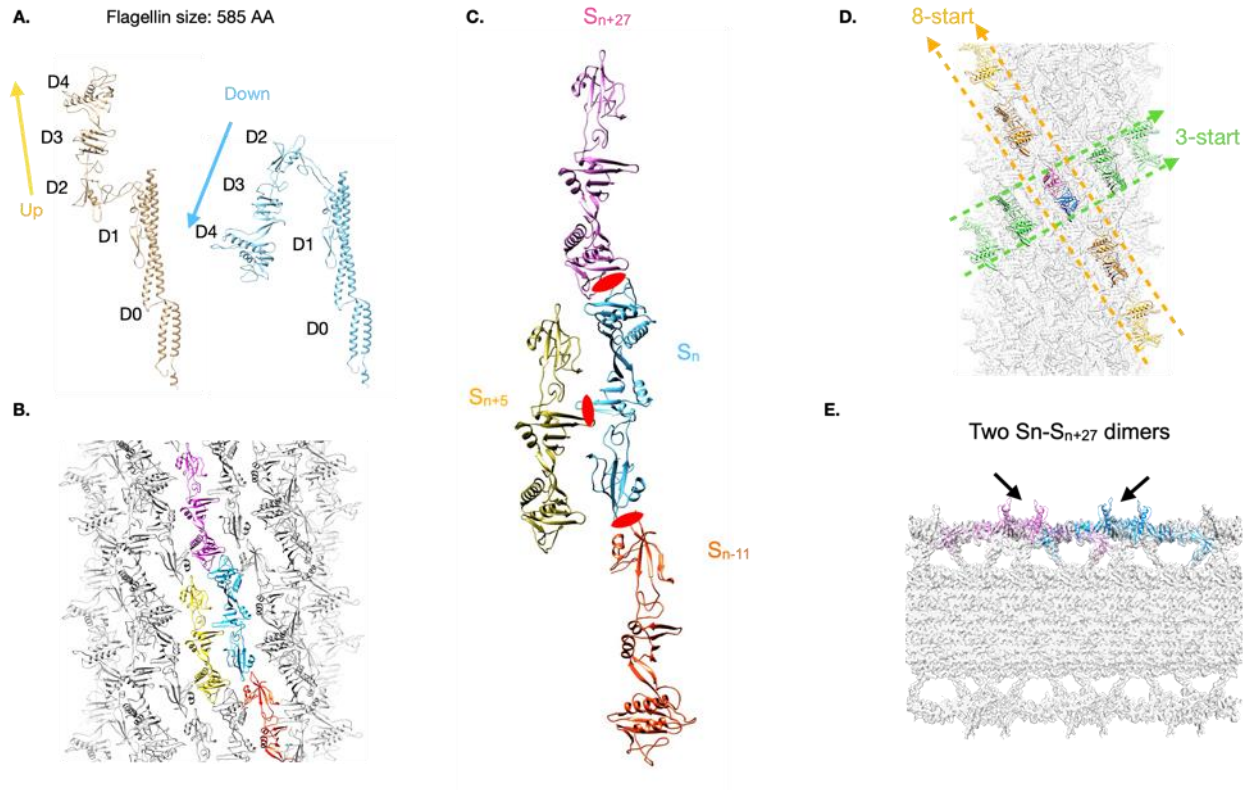 A.
Flagellin size: 585 AA
D4
D3
D2
Up
D1
D0
Down
D2
D3
D4
D1
D0
B.
C.
Sn+27
Sn
Sn+5
Sn-11
D.
8-start
3-start
E.
Two Sn-Sn+27 dimers